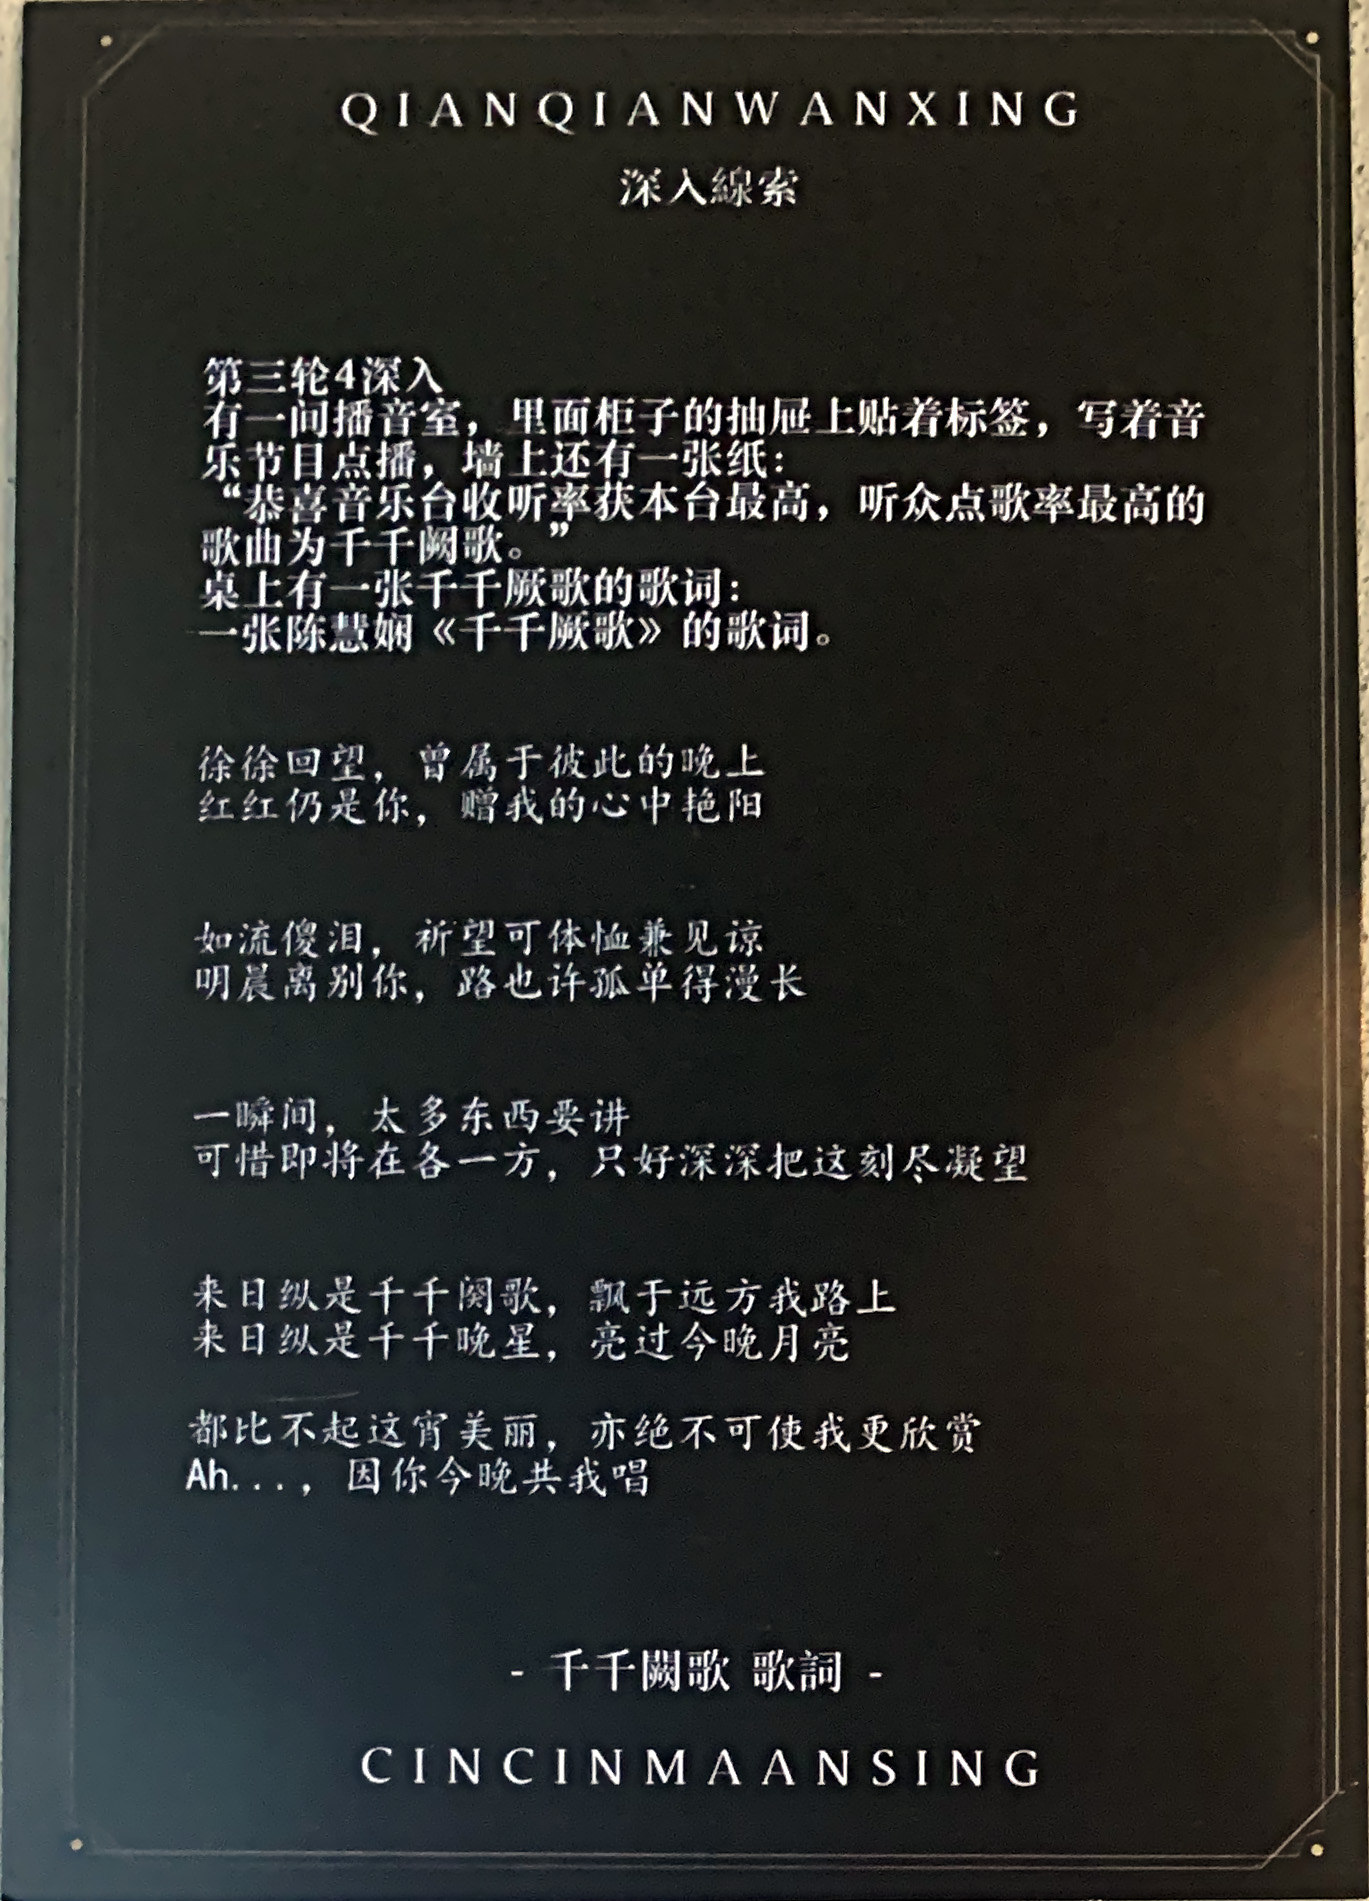 QIANQIANWANXING
深入線索
第三轮4深入
有一间播音室，里面柜子的抽屉上贴着标签，写着音
乐节目点播，墙上还有一张纸：
“恭喜音乐台收听率获本台最高，听众点歌率最高的
歌曲为千千阙歌。”
桌上有一张千千厥歌的歌词：
一张陈慧娴《千千厥歌》的歌词。
徐徐回望，曾属于彼此的晚上
红红仍是你，赠我的心中艳阳
如流傻泪，祈望可体恤兼见谅
明晨离别你，路也许孤单得漫长
一瞬间，太多东西要讲
可惜即将在各一方，只好深深把这刻尽凝望
来日纵是千千阕歌，飘于远方我路上
来日纵是千千晚星，亮过今晚月亮
都比不起这宵美丽，亦绝不可使我更欣赏
Ah...，因你今晚共我唱
- 千千闕歌 歌詞 -
CINCINMAANSING